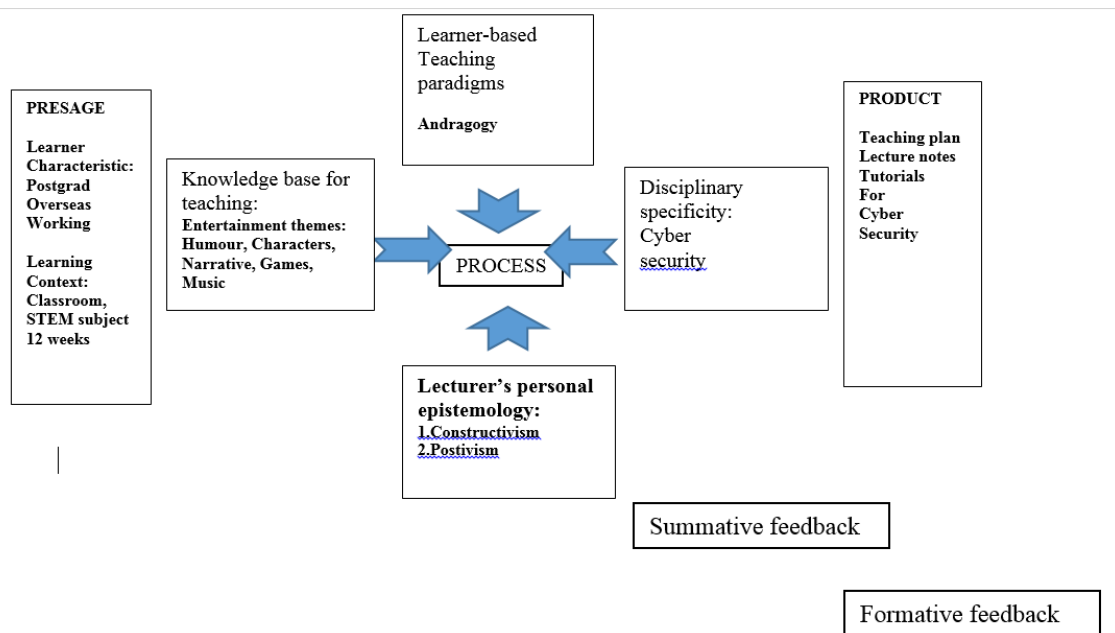 PRESAGE
Learner
Characteristic:
Postgrad
Overseas
Working
Learning
Context:
Classroom,
STEM subject
12 weeks
Knowledge base for
teaching:
Entertainment themes:
Humour, Characters,
Narrative, Games,
Music
Learner-based
Teaching
paradigms
Andragogy
PROCESS
Lecturer’s personal
epistemology:
1.Constructivism
2.Postivism
Disciplinary
specificity:
Cyber
security
PRODUCT
Teaching plan
Lecture notes
Tutorials
For
Cyber
Security
Summative feedback
Formative feedback